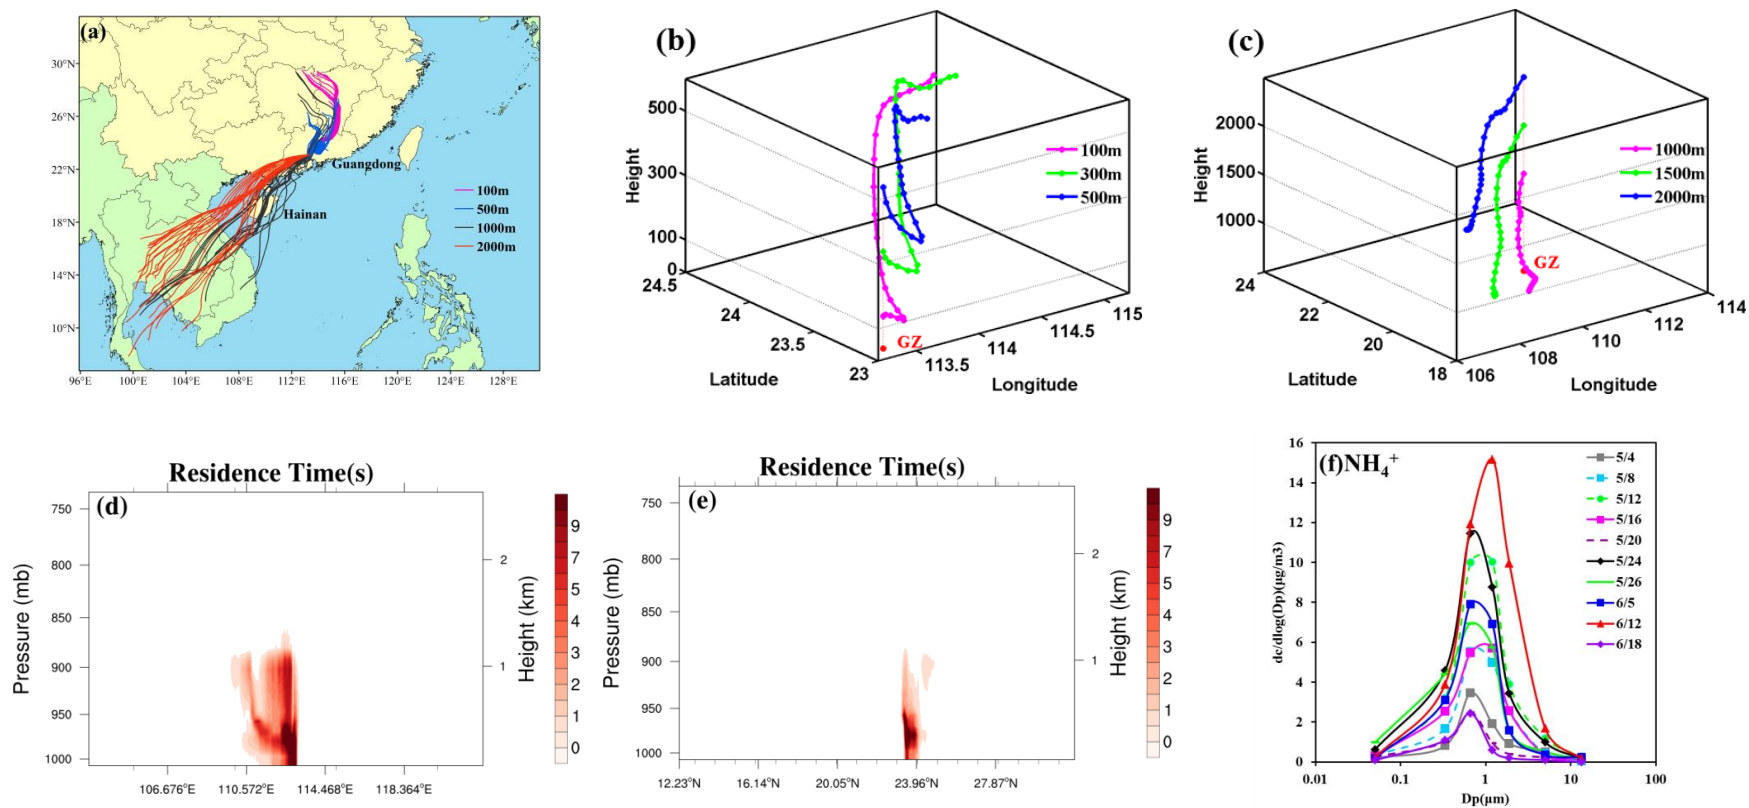 (a)
30°N
26°N
22°N
18°N
14°N
10°N
96°E 100°E 104°E 108°E 112°E 116°E 120°E 124°E 128°E
Guangdong
Hainan
100m
500m
1000m
2000m
(b)
Height
500
300
100
0
24.5
24
23.5
23
Latitude
113.5
114
114.5
115
Longitude
100m
300m
500m
GZ
(c)
Height
2000
1500
1000
24
22
20
18
Latitude
106
108
110
112
114
Longitude
1000m
1500m
2000m
GZ
Residence Time(s)
(d)
Pressure (mb)
750
800
850
900
950
1000
106.676°E 110.572°E 114.468°E 118.364°E
2
1
Height (km)
9
7
5
4
3
2
1
0
Residence Time(s)
(e)
Pressure (mb)
750
800
850
900
950
1000
12.23°N 16.14°N 20.05°N 23.96°N 27.87°N
2
1
Height (km)
9
7
5
4
3
2
1
0
(f)NH₄⁺
dc/dlog(Dp)(μg/m3)
16
14
12
10
8
6
4
2
0
0.01 0.1 1 10 100
Dp(μm)
5/4
5/8
5/12
5/16
5/20
5/24
5/26
6/5
6/12
6/18